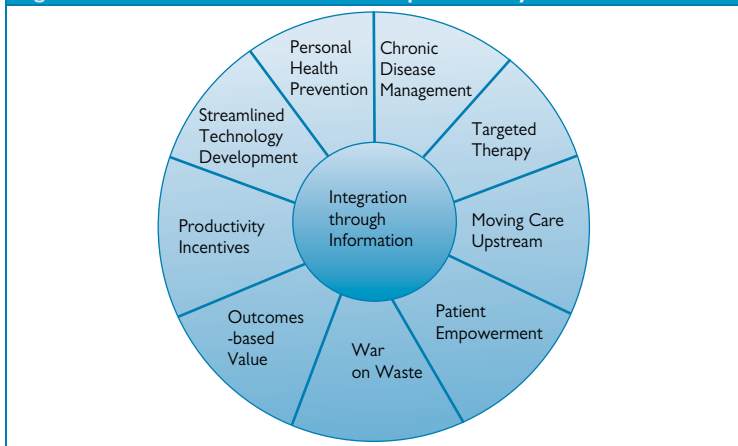 Personal
Health
Prevention
Chronic
Disease
Management
Targeted
Therapy
Moving Care
Upstream
Patient
Empowerment
War
on Waste
Outcomes
-based
Value
Productivity
Incentives
Streamlined
Technology
Development
Integration
through
Information